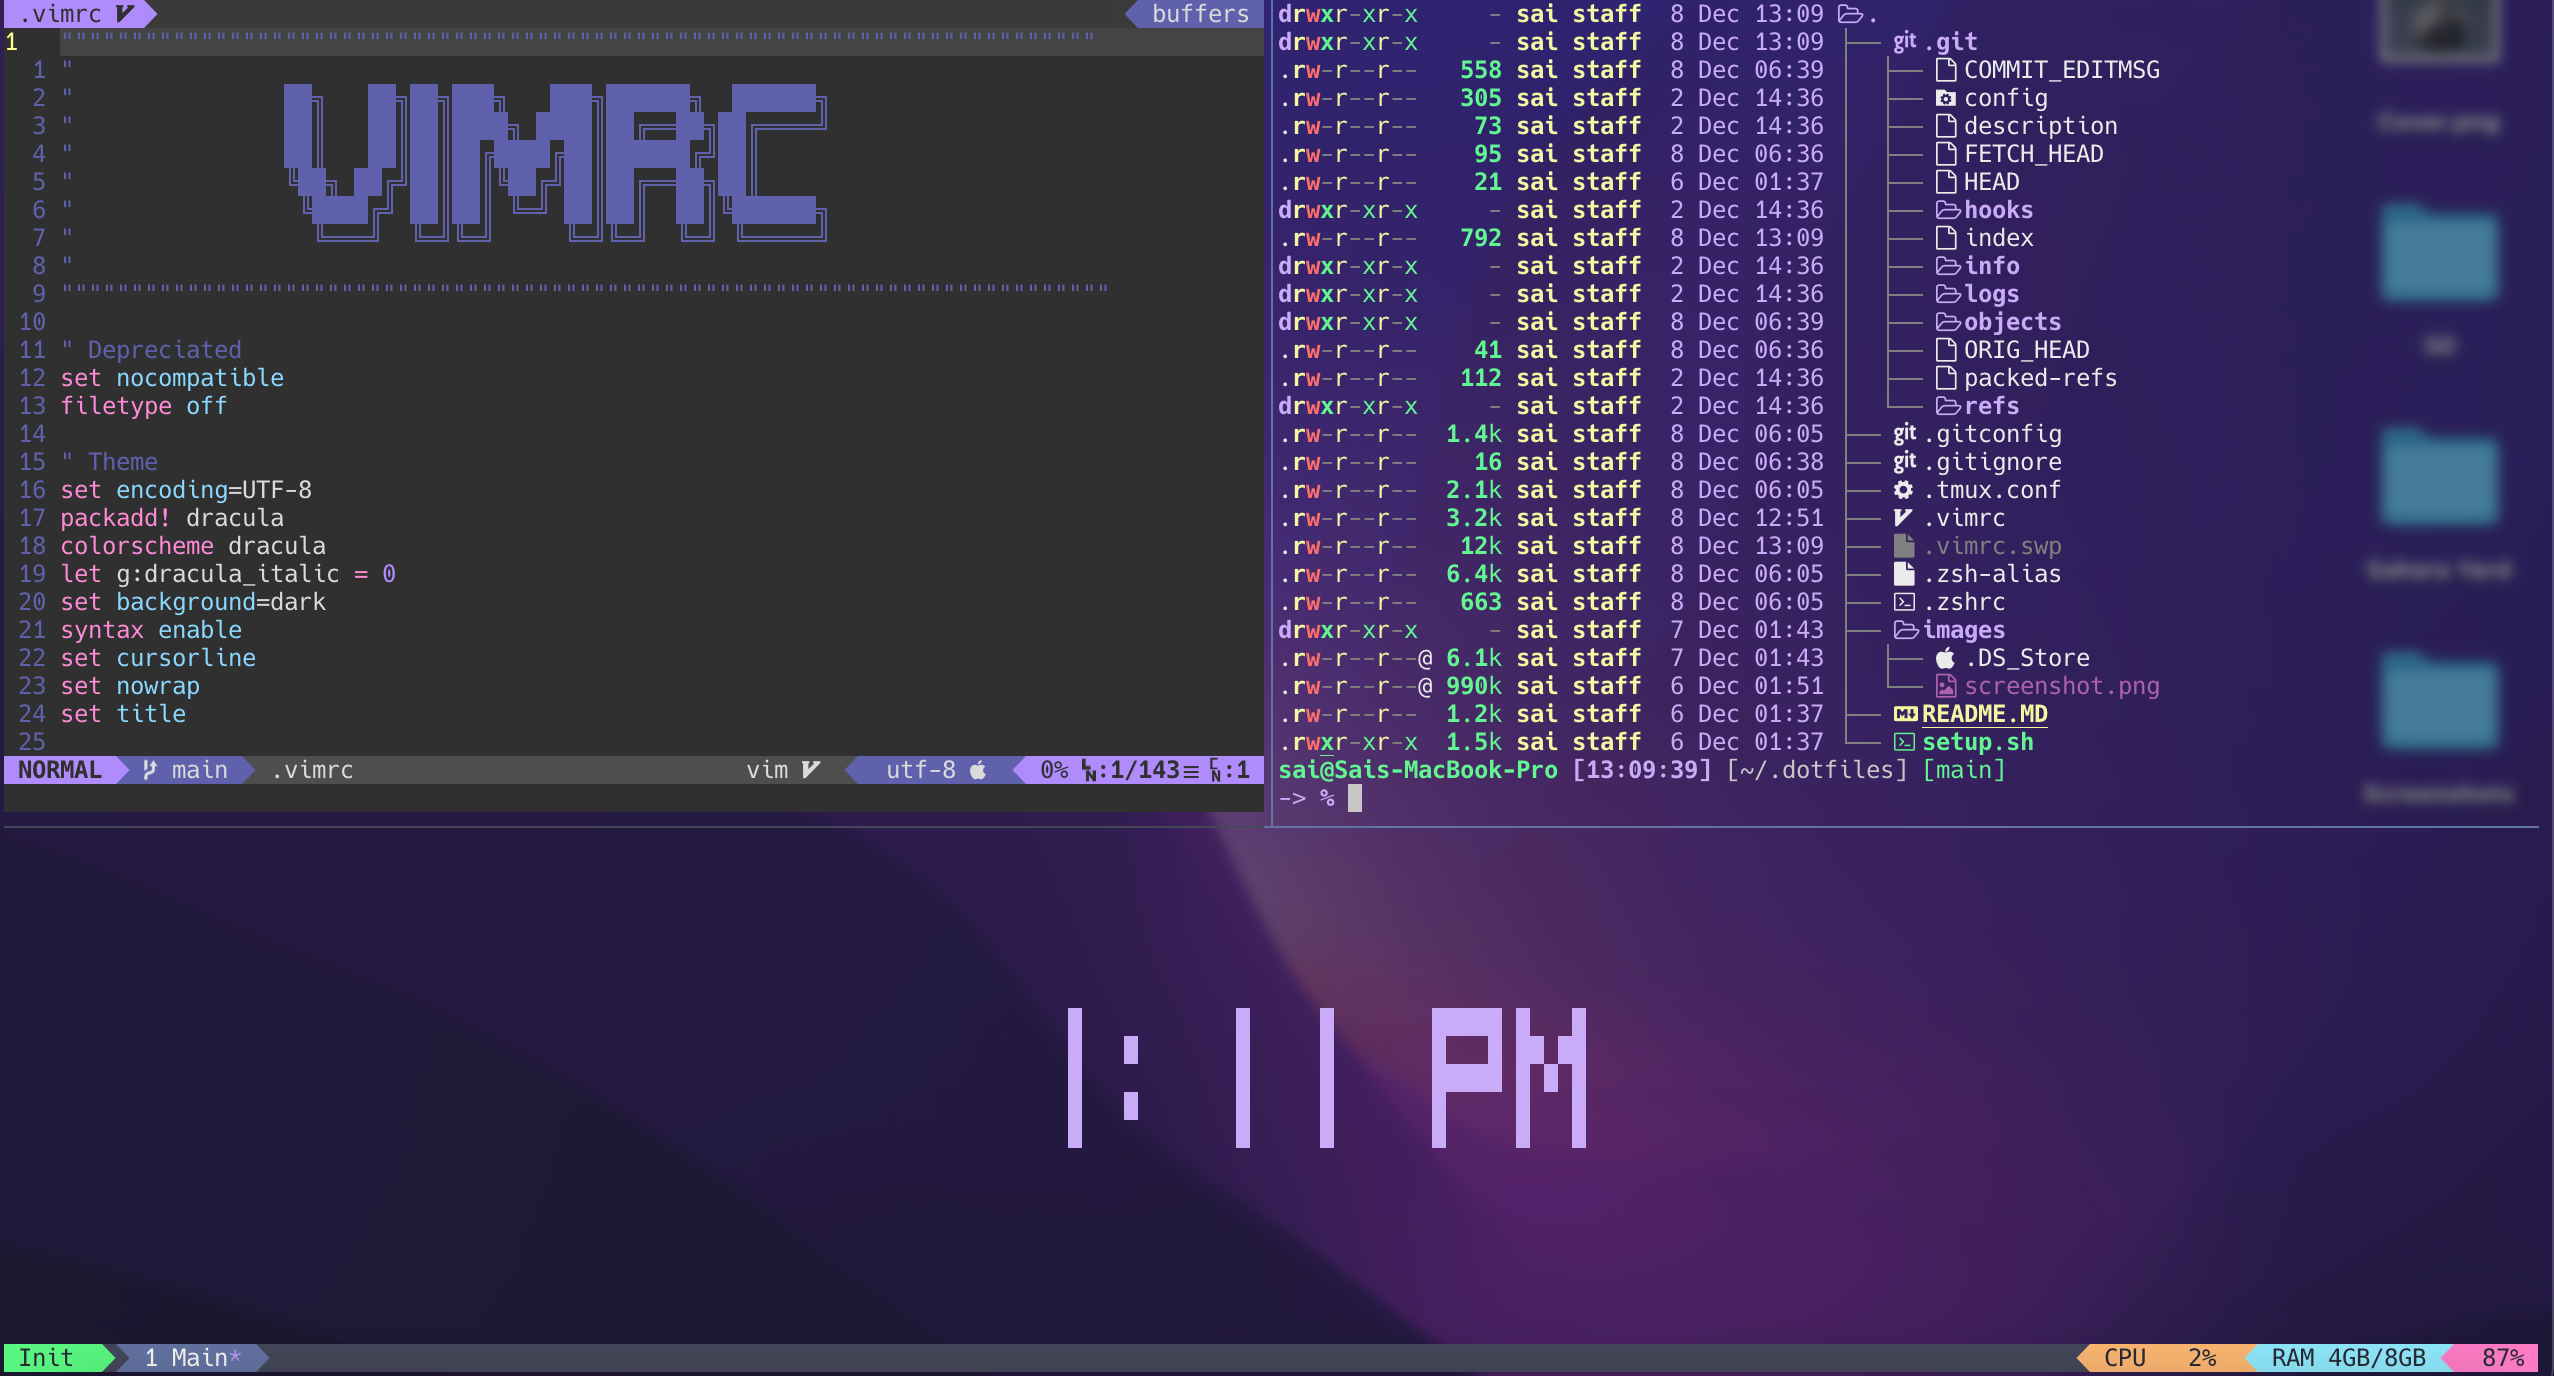 .vimrc buffers
1 """"""""""""""""""""""""""""""""""""""""""""""""""""""""""""""""""""""""""
1 "
2 "
3 "
4 "
5 "
6 "
7 "
VIMRC
8 "
9 """""""""""""""""""""""""""""""""""""""""""""""""""""""""""""""""""""""""""
10
11 " Depreciated
12 set nocompatible
13 filetype off
14
15 " Theme
16 set encoding=UTF-8
17 packadd! dracula
18 colorscheme dracula
19 let g:dracula_italic = 0
20 set background=dark
21 syntax enable
22 set cursorline
23 set nowrap
24 set title
25
NORMAL main .vimrc vim utf-8 0% LN:1/143≡ CN:1
drwxr-xr-x - sai staff 8 Dec 13:09 .
drwxr-xr-x - sai staff 8 Dec 13:09 ├── git .git
.rw-r--r-- 558 sai staff 8 Dec 06:39 │ ├── COMMIT_EDITMSG
.rw-r--r-- 305 sai staff 2 Dec 14:36 │ ├── config
.rw-r--r-- 73 sai staff 2 Dec 14:36 │ ├── description
.rw-r--r-- 95 sai staff 8 Dec 06:36 │ ├── FETCH_HEAD
.rw-r--r-- 21 sai staff 6 Dec 01:37 │ ├── HEAD
drwxr-xr-x - sai staff 2 Dec 14:36 │ ├── hooks
.rw-r--r-- 792 sai staff 8 Dec 13:09 │ ├── index
drwxr-xr-x - sai staff 2 Dec 14:36 │ ├── info
drwxr-xr-x - sai staff 2 Dec 14:36 │ ├── logs
drwxr-xr-x - sai staff 8 Dec 06:39 │ ├── objects
.rw-r--r-- 41 sai staff 8 Dec 06:36 │ ├── ORIG_HEAD
.rw-r--r-- 112 sai staff 2 Dec 14:36 │ ├── packed-refs
drwxr-xr-x - sai staff 2 Dec 14:36 │ └── refs
.rw-r--r-- 1.4k sai staff 8 Dec 06:05 ├── git .gitconfig
.rw-r--r-- 16 sai staff 8 Dec 06:38 ├── git .gitignore
.rw-r--r-- 2.1k sai staff 8 Dec 06:05 ├── .tmux.conf
.rw-r--r-- 3.2k sai staff 8 Dec 12:51 ├── .vimrc
.rw-r--r-- 12k sai staff 8 Dec 13:09 ├── .vimrc.swp
.rw-r--r-- 6.4k sai staff 8 Dec 06:05 ├── .zsh-alias
.rw-r--r-- 663 sai staff 8 Dec 06:05 ├── .zshrc
drwxr-xr-x - sai staff 7 Dec 01:43 ├── images
.rw-r--r--@ 6.1k sai staff 7 Dec 01:43 │ ├── .DS_Store
.rw-r--r--@ 990k sai staff 6 Dec 01:51 │ └── screenshot.png
.rw-r--r-- 1.2k sai staff 6 Dec 01:37 ├── README.MD
.rwxr-xr-x 1.5k sai staff 6 Dec 01:37 └── setup.sh
sai@Sais-MacBook-Pro [13:09:39] [~/.dotfiles] [main]
-> %
Cover.png
Screenshots
1:11 PM
Init 1 Main* CPU 2% RAM 4GB/8GB 87%